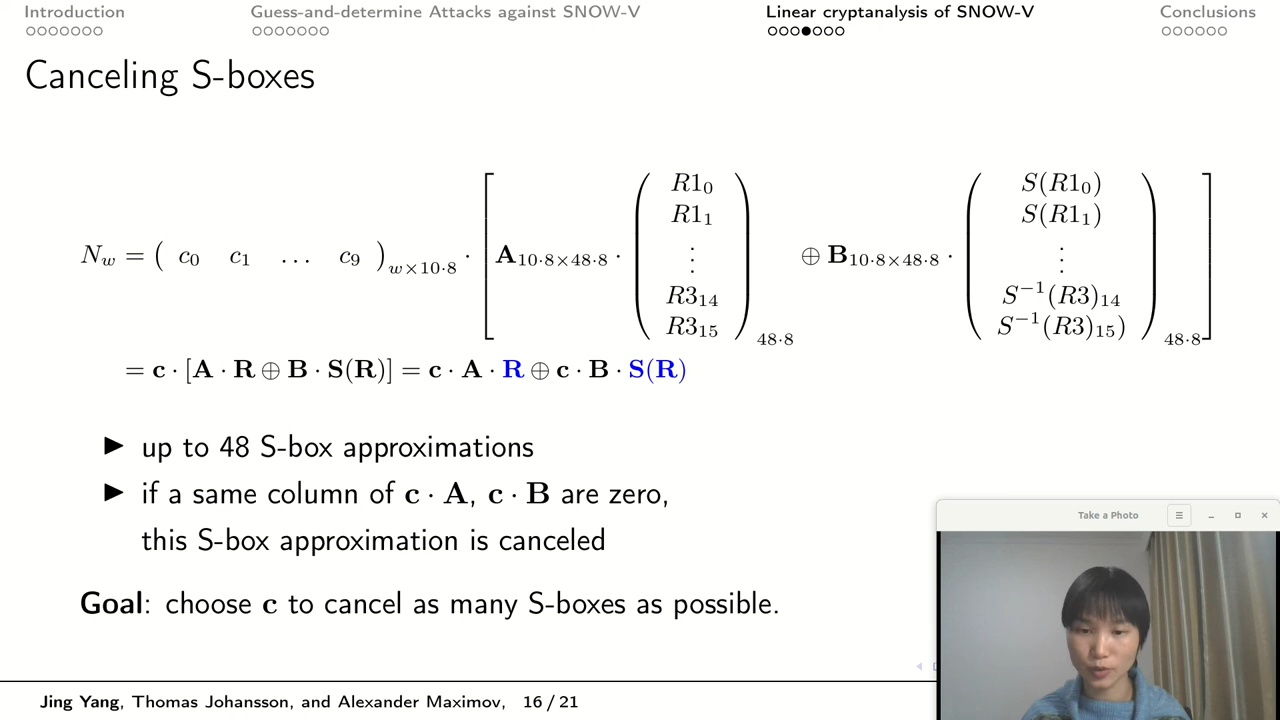 Introduction Guess-and-determine Attacks against SNOW-V Linear cryptanalysis of SNOW-V Conclusions
Canceling S-boxes
N_w = ( c_0 c_1 … c_9 )_{w×10·8} · [ A_{10·8×48·8} · ( R1_0 R1_1 ⋮ R3_14 R3_15 )_{48·8} ⊕ B_{10·8×48·8} · ( S(R1_0) S(R1_1) ⋮ S^{-1}(R3)_14 S^{-1}(R3)_15) )_{48·8} ]
= c · [A · R ⊕ B · S(R)] = c · A · R ⊕ c · B · S(R)
▶ up to 48 S-box approximations
▶ if a same column of c · A, c · B are zero,
this S-box approximation is canceled
Goal: choose c to cancel as many S-boxes as possible.
Take a Photo
Jing Yang, Thomas Johansson, and Alexander Maximov, 16 / 21